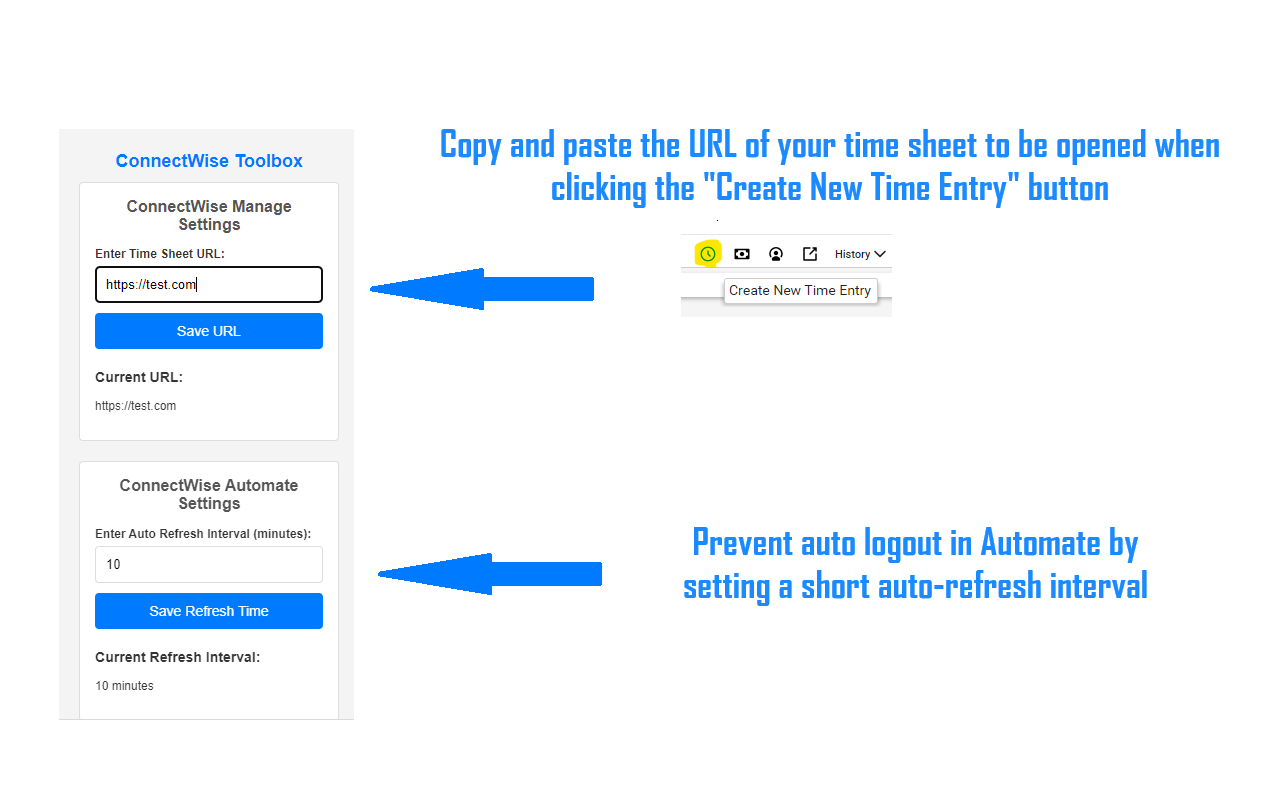 ConnectWise Toolbox
ConnectWise Manage
Settings
Enter Time Sheet URL:
https://test.com
Save URL
Current URL:
https://test.com
ConnectWise Automate
Settings
Enter Auto Refresh Interval (minutes):
10
Save Refresh Time
Current Refresh Interval:
10 minutes
Copy and paste the URL of your time sheet to be opened when
clicking the "Create New Time Entry" button
History
Create New Time Entry
Prevent auto logout in Automate by
setting a short auto-refresh interval